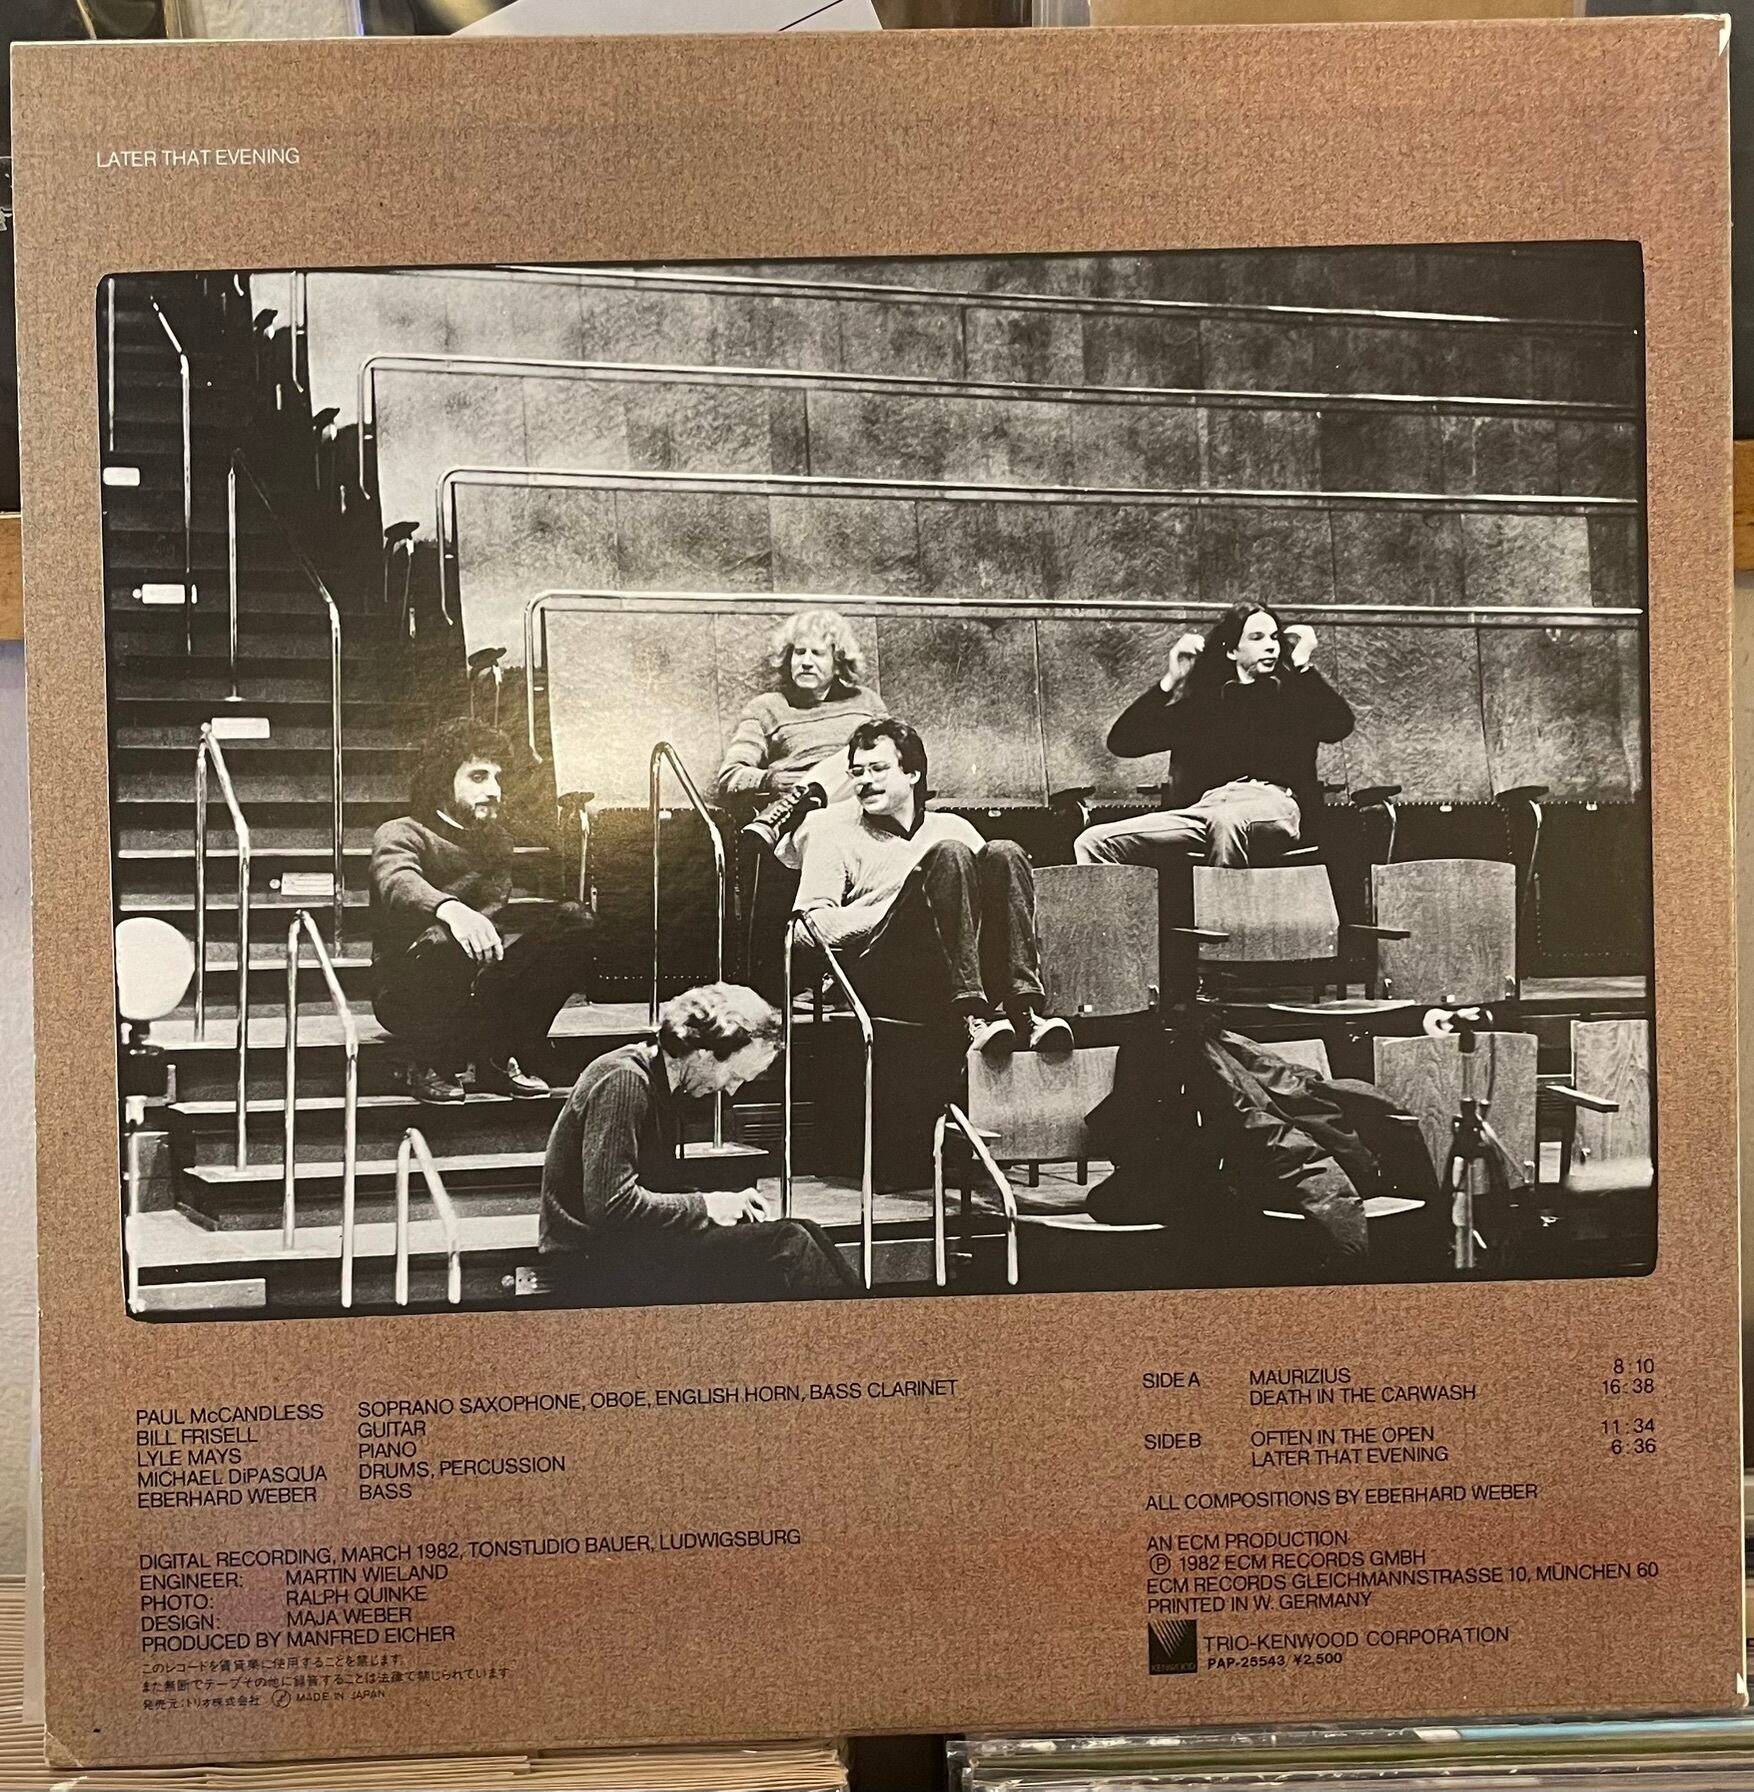 LATER THAT EVENING
PAUL McCANDLESS SOPRANO SAXOPHONE, OBOE, ENGLISH HORN, BASS CLARINET
BILL FRISELL GUITAR
LYLE MAYS PIANO
MICHAEL DiPASQUA DRUMS, PERCUSSION
EBERHARD WEBER BASS
DIGITAL RECORDING, MARCH 1982, TONSTUDIO BAUER, LUDWIGSBURG
ENGINEER: MARTIN WIELAND
PHOTO: RALPH QUINKE
DESIGN: MAJA WEBER
PRODUCED BY MANFRED EICHER
このレコードを賃貸業に使用することを禁じます。
また無断でテープその他に録音することは法律で禁じられています。
発売元:トリオ株式会社 MADE IN JAPAN
SIDE A MAURIZIUS 8:10
DEATH IN THE CARWASH 16:38
SIDE B OFTEN IN THE OPEN 11:34
LATER THAT EVENING 6:36
ALL COMPOSITIONS BY EBERHARD WEBER
AN ECM PRODUCTION
℗ 1982 ECM RECORDS GMBH
ECM RECORDS GLEICHMANNSTRASSE 10, MÜNCHEN 60
PRINTED IN W. GERMANY
KENWOOD
TRIO-KENWOOD CORPORATION
PAP-25543 ¥2,500